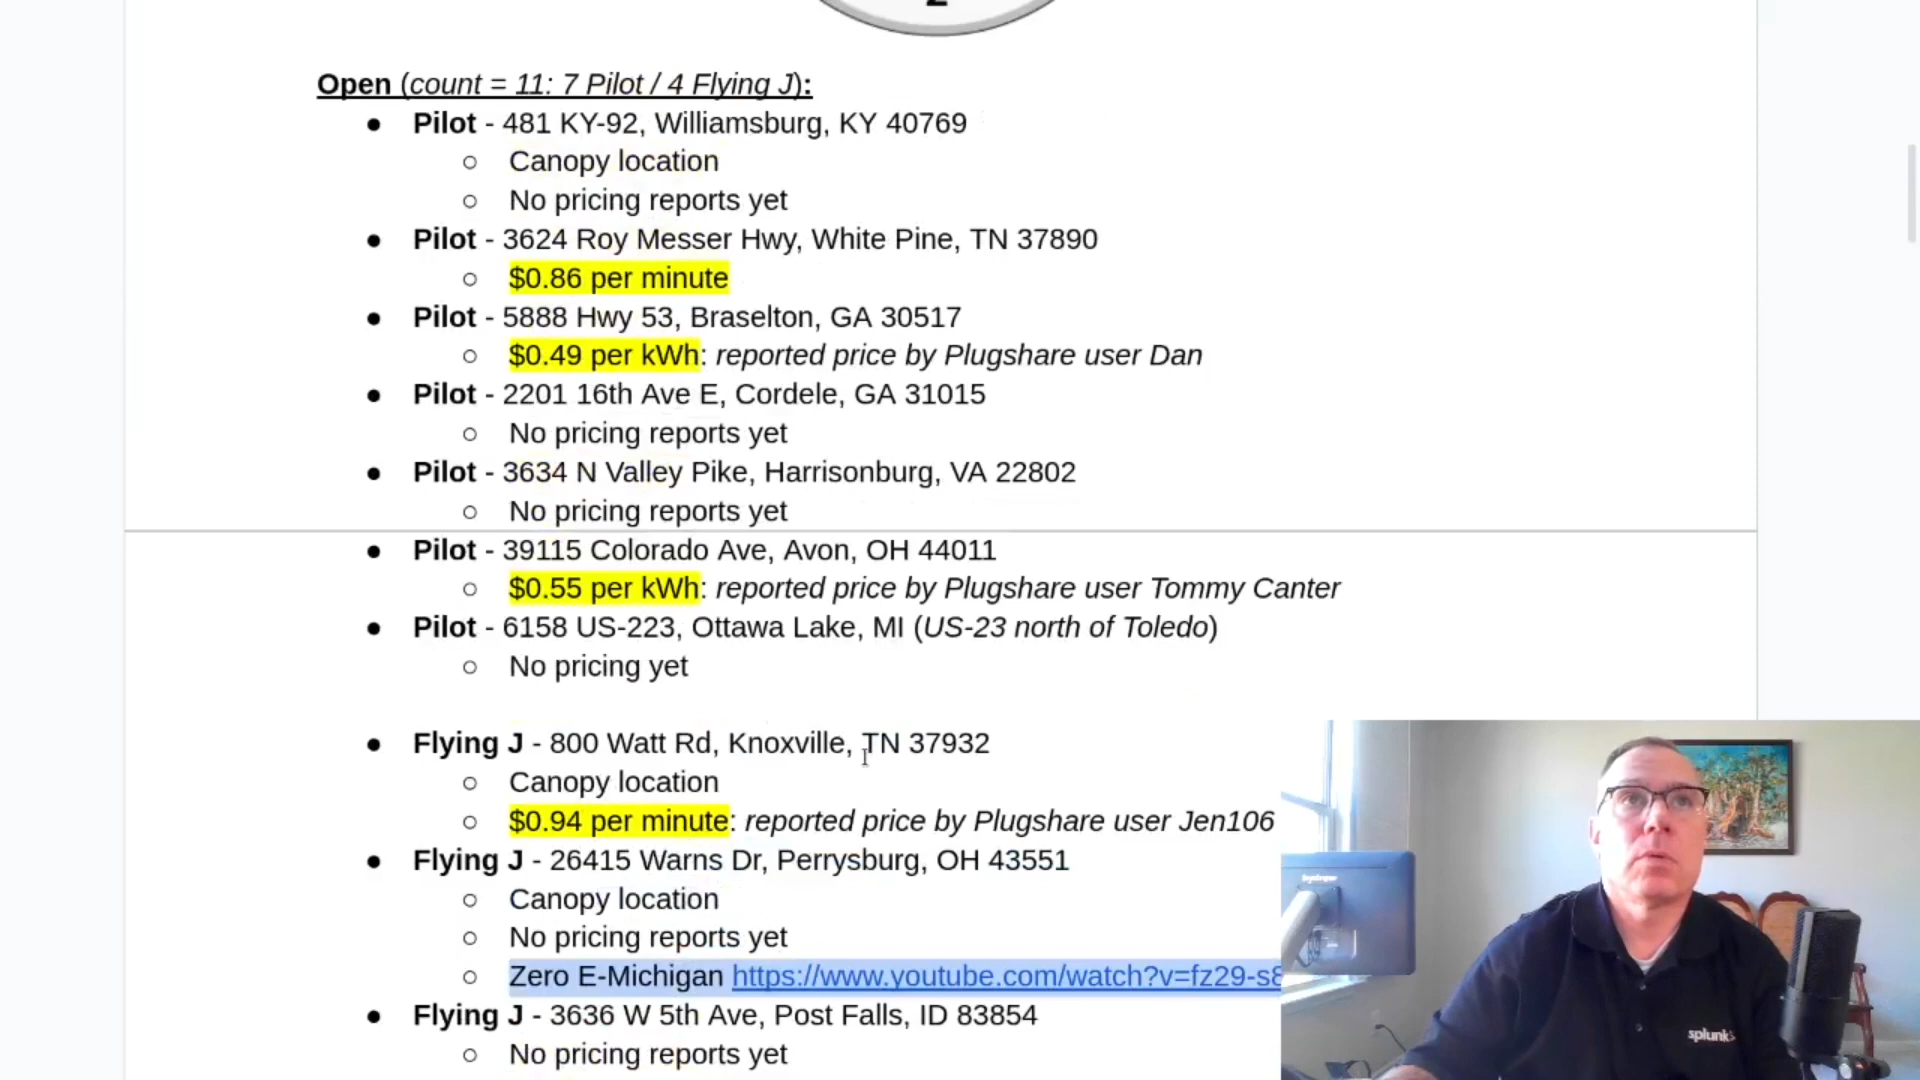 Open (count = 11: 7 Pilot / 4 Flying J):
● Pilot - 481 KY-92, Williamsburg, KY 40769
○ Canopy location
○ No pricing reports yet
● Pilot - 3624 Roy Messer Hwy, White Pine, TN 37890
○ $0.86 per minute
● Pilot - 5888 Hwy 53, Braselton, GA 30517
○ $0.49 per kWh: reported price by Plugshare user Dan
● Pilot - 2201 16th Ave E, Cordele, GA 31015
○ No pricing reports yet
● Pilot - 3634 N Valley Pike, Harrisonburg, VA 22802
○ No pricing reports yet
● Pilot - 39115 Colorado Ave, Avon, OH 44011
○ $0.55 per kWh: reported price by Plugshare user Tommy Canter
● Pilot - 6158 US-223, Ottawa Lake, MI (US-23 north of Toledo)
○ No pricing yet
● Flying J - 800 Watt Rd, Knoxville, TN 37932
○ Canopy location
○ $0.94 per minute: reported price by Plugshare user Jen106
● Flying J - 26415 Warns Dr, Perrysburg, OH 43551
○ Canopy location
○ No pricing reports yet
○ Zero E-Michigan https://www.youtube.com/watch?v=fz29-s8
● Flying J - 3636 W 5th Ave, Post Falls, ID 83854
○ No pricing reports yet
splunk>